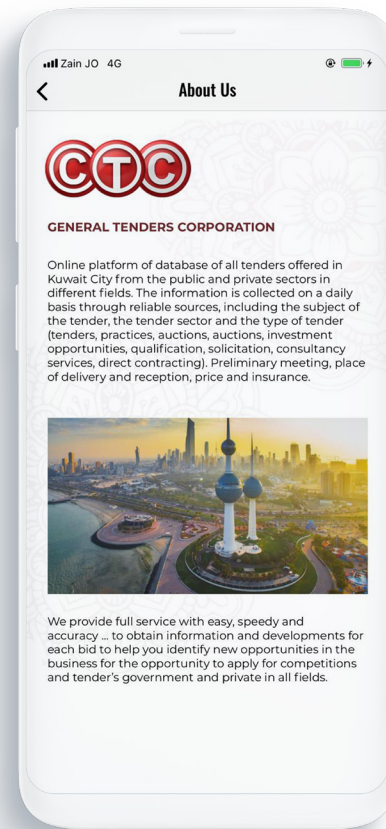 Zain JO 4G
About Us
CTC
GENERAL TENDERS CORPORATION
Online platform of database of all tenders offered in
Kuwait City from the public and private sectors in
different fields. The information is collected on a daily
basis through reliable sources, including the subject of
the tender, the tender sector and the type of tender
(tenders, practices, auctions, auctions, investment
opportunities, qualification, solicitation, consultancy
services, direct contracting). Preliminary meeting, place
of delivery and reception, price and insurance.
We provide full service with easy, speedy and
accuracy ... to obtain information and developments for
each bid to help you identify new opportunities in the
business for the opportunity to apply for competitions
and tender's government and private in all fields.